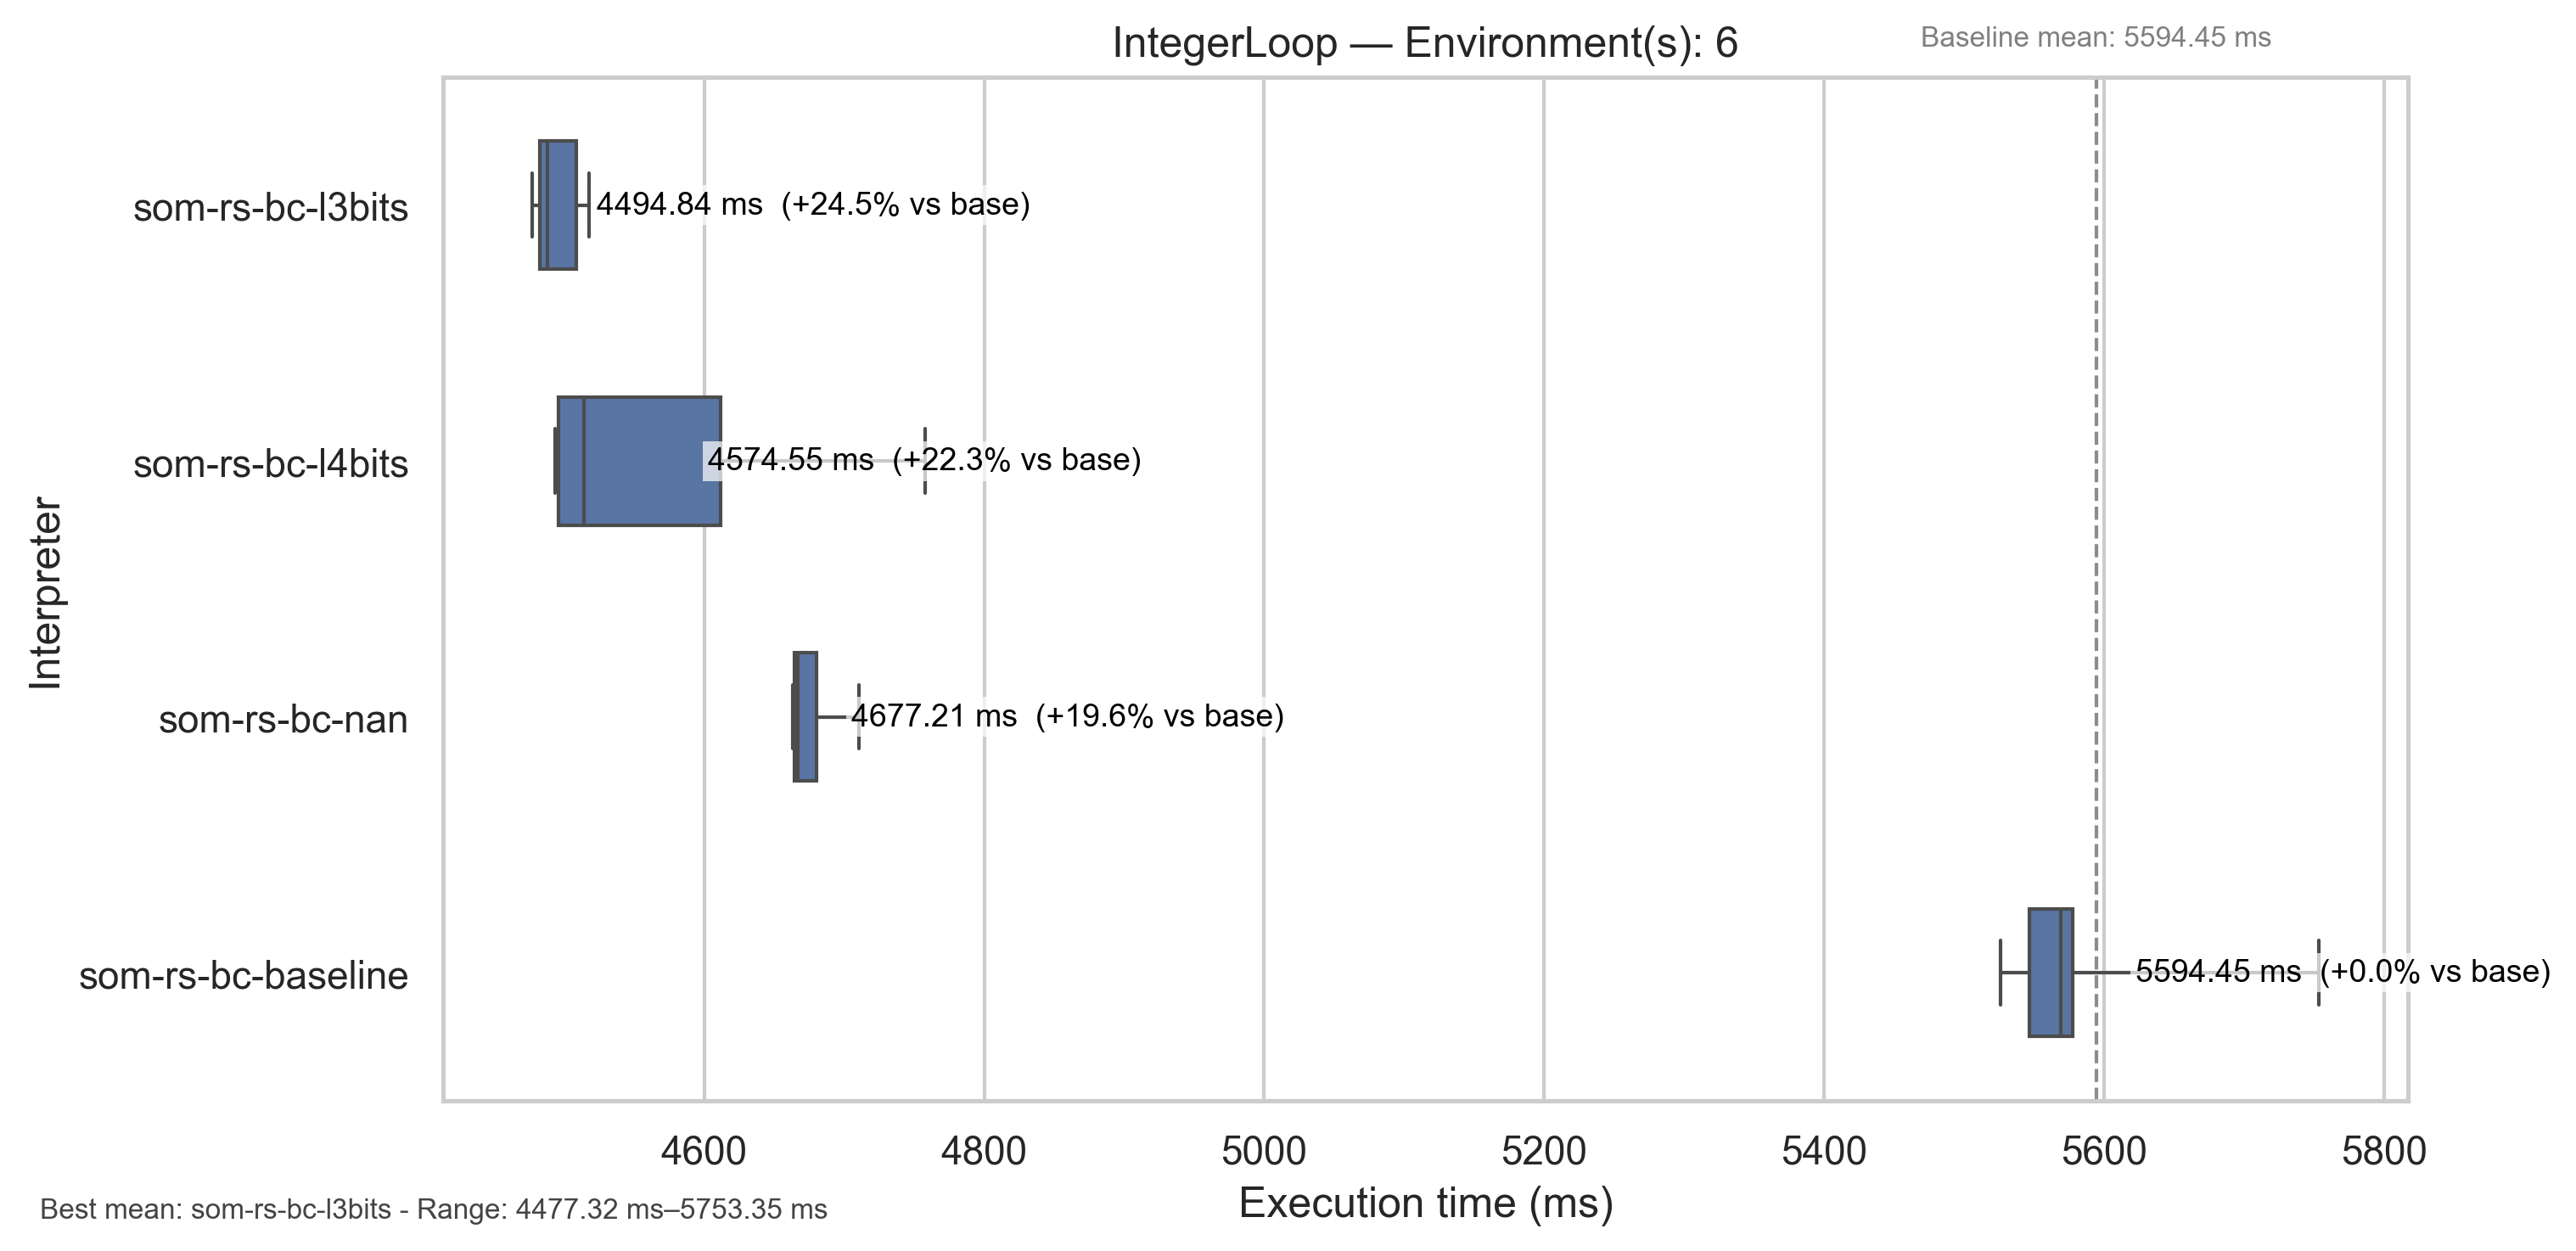 IntegerLoop — Environment(s): 6
Baseline mean: 5594.45 ms
Interpreter
som-rs-bc-l3bits
4494.84 ms (+24.5% vs base)
som-rs-bc-l4bits
4574.55 ms (+22.3% vs base)
som-rs-bc-nan
4677.21 ms (+19.6% vs base)
som-rs-bc-baseline
5594.45 ms (+0.0% vs base)
4600 4800 5000 5200 5400 5600 5800
Execution time (ms)
Best mean: som-rs-bc-l3bits - Range: 4477.32 ms–5753.35 ms